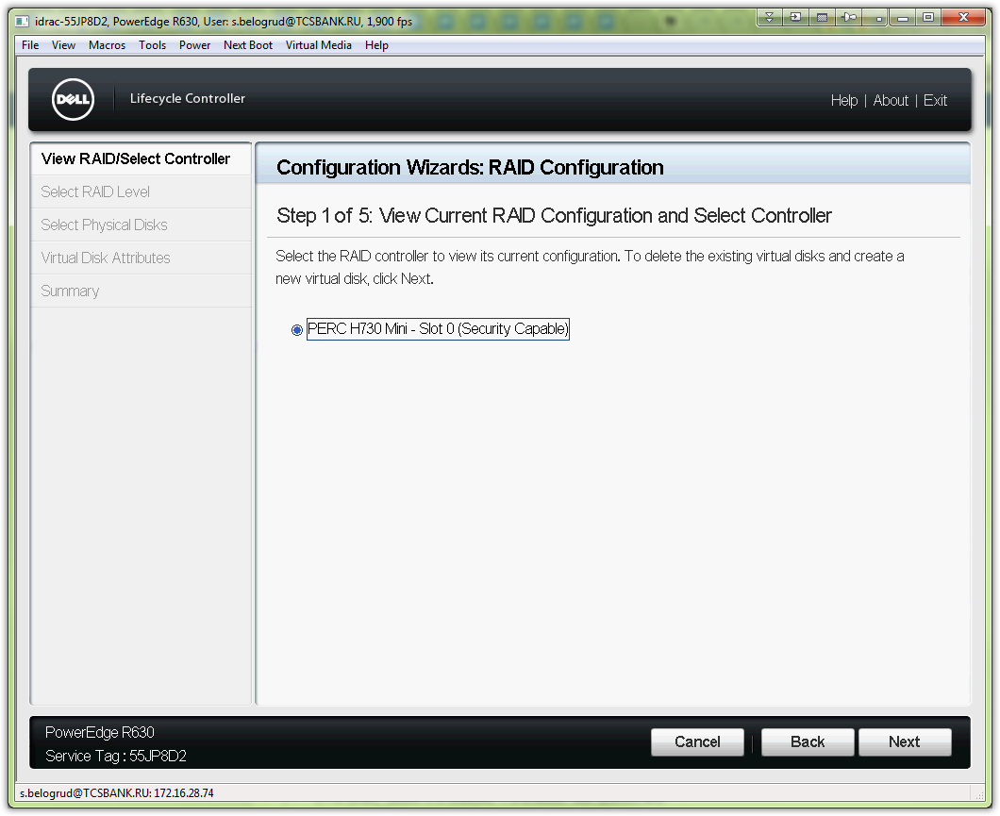 idrac-55JP8D2, PowerEdge R630, User: s.belogrud@TCSBANK.RU, 1,900 fps
File View Macros Tools Power Next Boot Virtual Media Help
DELL Lifecycle Controller
Help | About | Exit
View RAID/Select Controller
Select RAID Level
Select Physical Disks
Virtual Disk Attributes
Summary
Configuration Wizards: RAID Configuration
Step 1 of 5: View Current RAID Configuration and Select Controller
Select the RAID controller to view its current configuration. To delete the existing virtual disks and create a
new virtual disk, click Next.
PERC H730 Mini - Slot 0 (Security Capable)
PowerEdge R630
Service Tag : 55JP8D2
Cancel Back Next
s.belogrud@TCSBANK.RU: 172.16.28.74